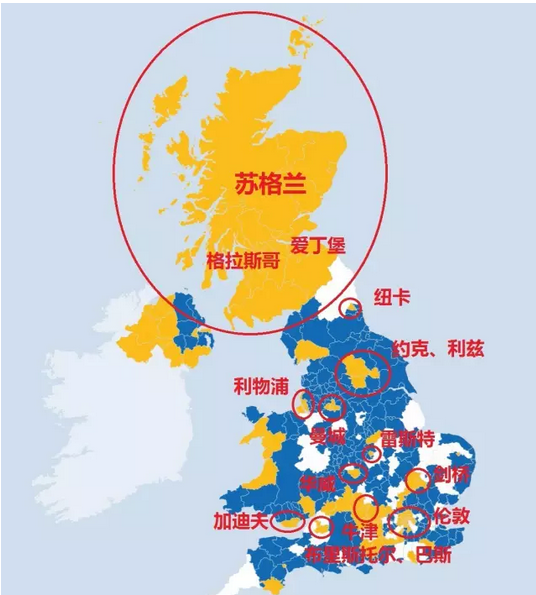 苏格兰
爱丁堡
格拉斯哥
纽卡
约克、利兹
利物浦
曼城
雷斯特
华威
剑桥
加迪夫
牛津
伦敦
布里斯托尔、巴斯